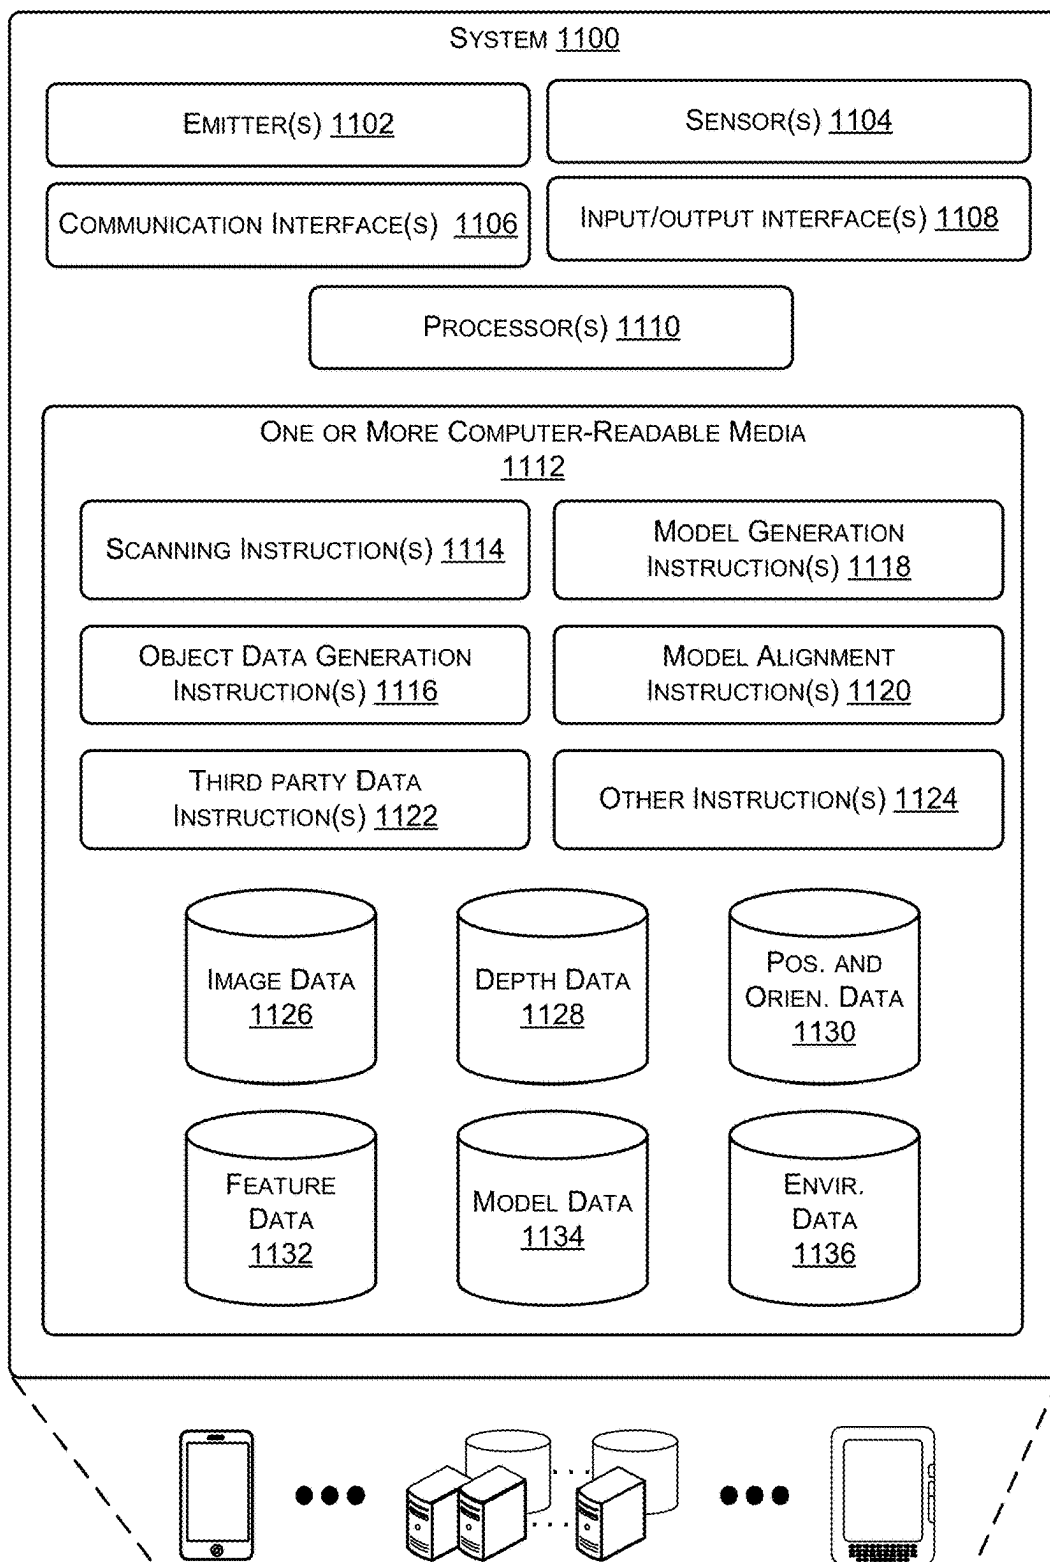 SYSTEM 1100
EMITTER(S) 1102
SENSOR(S) 1104
COMMUNICATION INTERFACE(S) 1106
INPUT/OUTPUT INTERFACE(S) 1108
PROCESSOR(S) 1110
ONE OR MORE COMPUTER-READABLE MEDIA
1112
SCANNING INSTRUCTION(S) 1114
MODEL GENERATION
INSTRUCTION(S) 1118
OBJECT DATA GENERATION
INSTRUCTION(S) 1116
MODEL ALIGNMENT
INSTRUCTION(S) 1120
THIRD PARTY DATA
INSTRUCTION(S) 1122
OTHER INSTRUCTION(S) 1124
IMAGE DATA
1126
DEPTH DATA
1128
POS. AND
ORIEN. DATA
1130
FEATURE
DATA
1132
MODEL DATA
1134
ENVIR.
DATA
1136